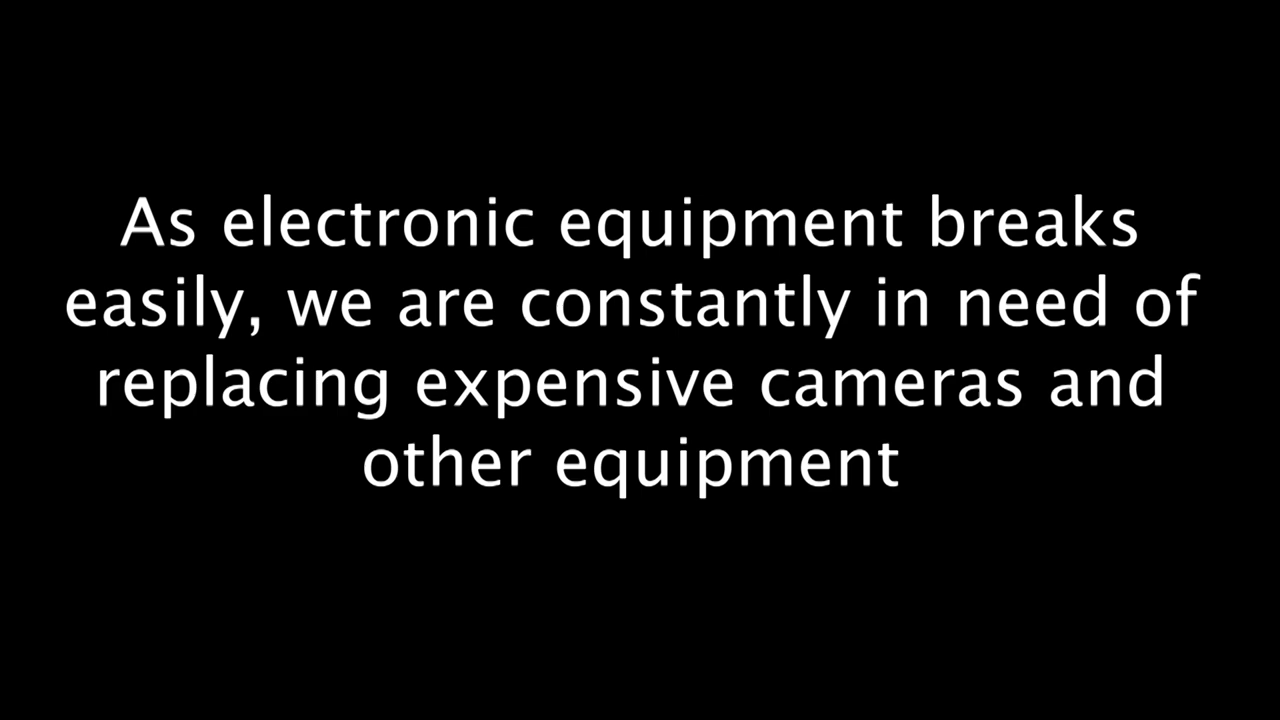 As electronic equipment breaks
easily, we are constantly in need of
replacing expensive cameras and
other equipment